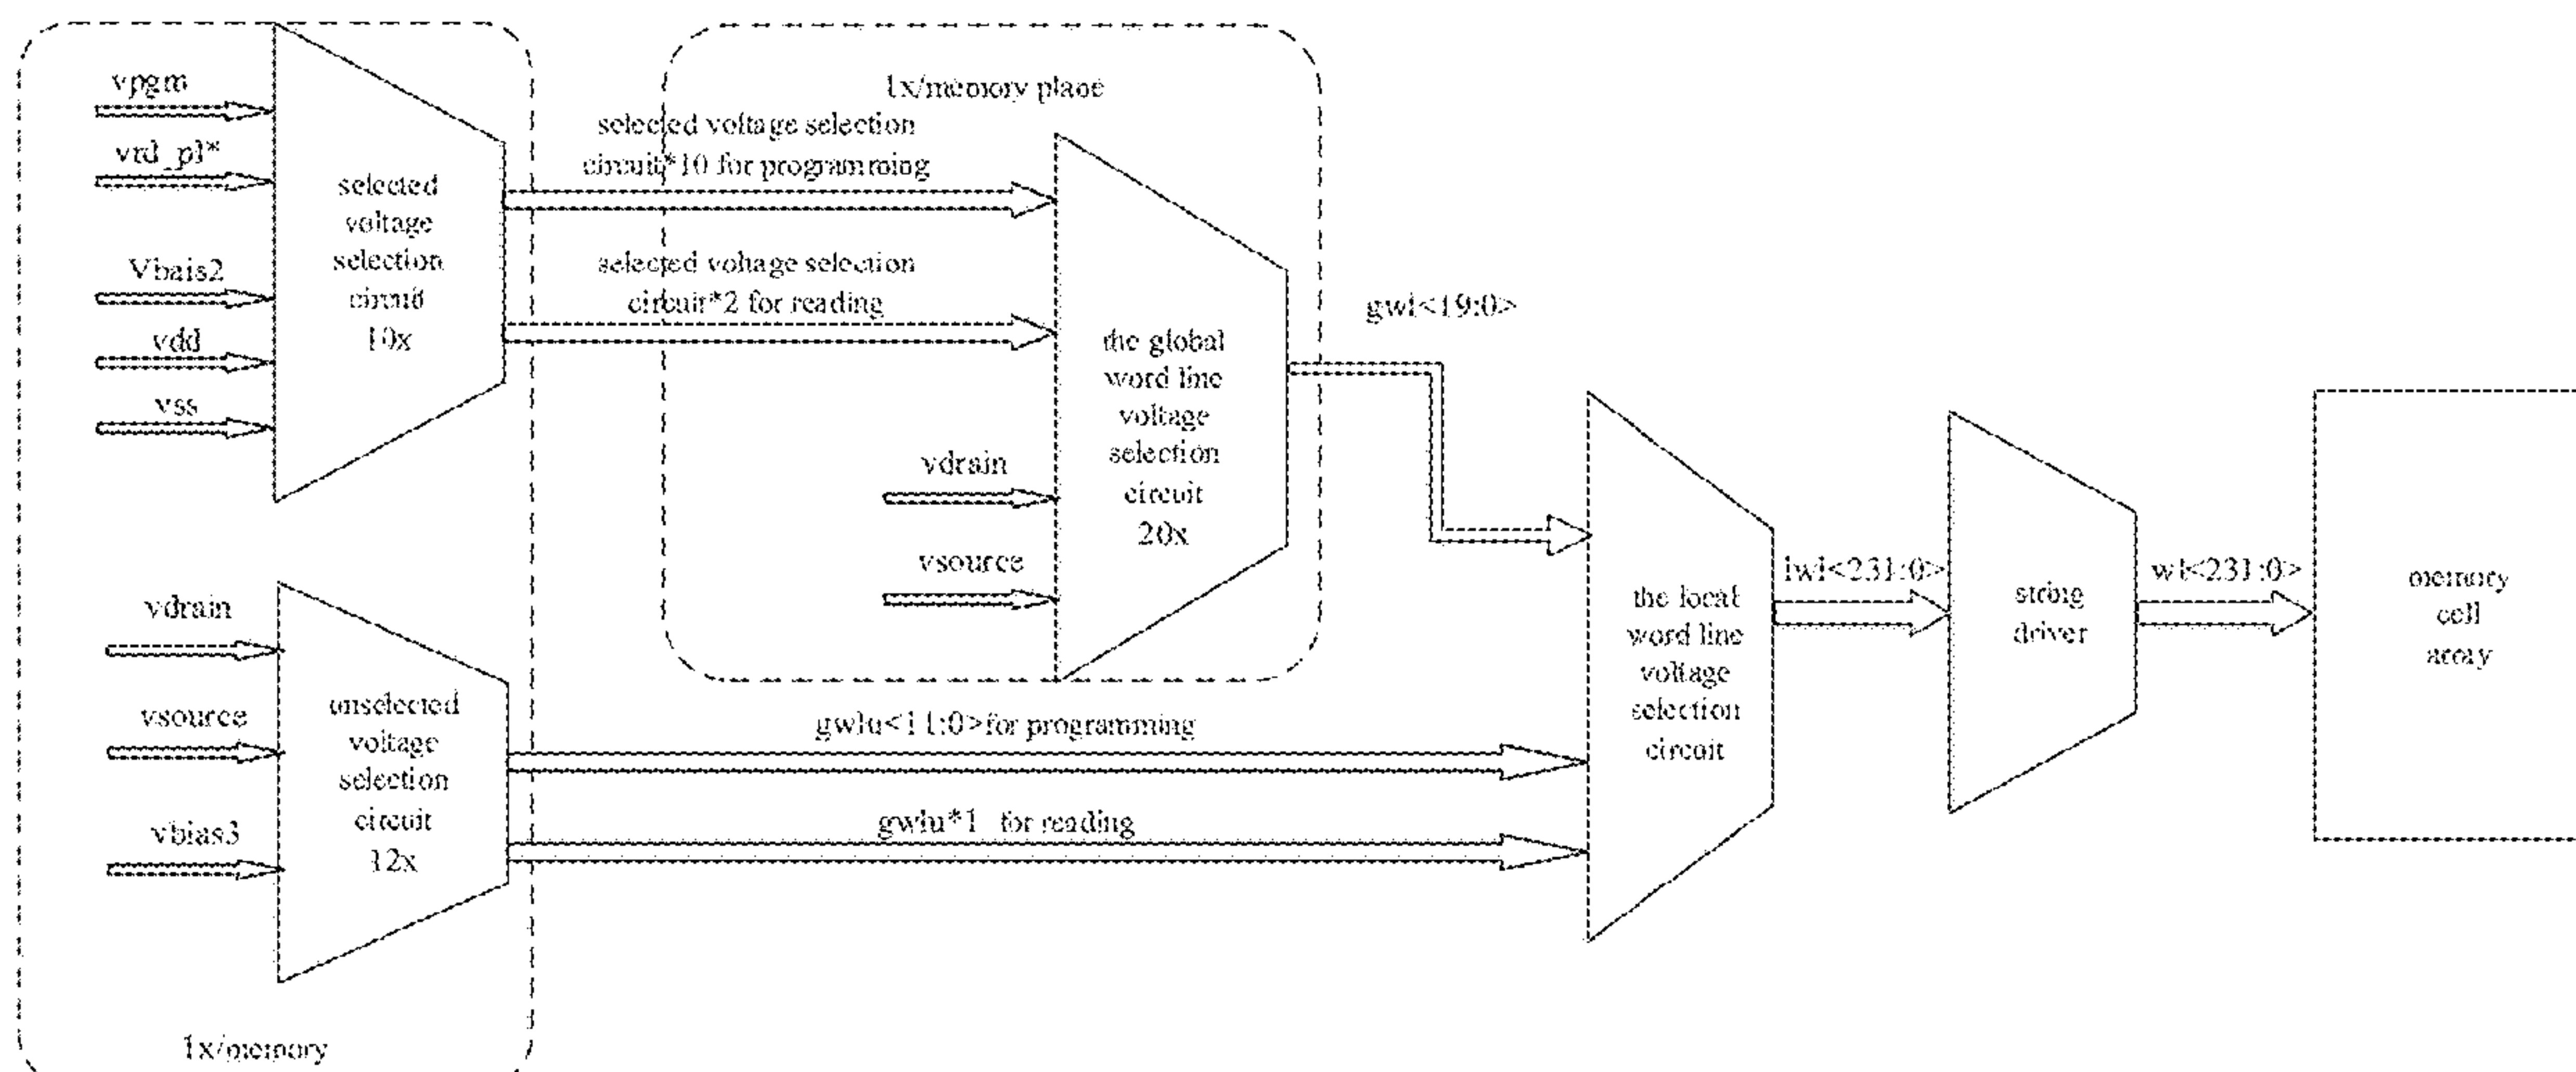 vpgm
vrd_pl*
Vbais2
vdd
vss
selected
voltage
selection
circuit
10x
vdrain
vsource
vbias3
unselected
voltage
selection
circuit
12x
1x/memory
1x/memory plane
selected voltage selection
circuit*10 for programming
selected voltage selection
circuit*2 for reading
vdrain
vsource
the global
word line
voltage
selection
circuit
20x
gwl<19:0>
gwlu<11:0>for programming
gwlu*1 for reading
the local
word line
voltage
selection
circuit
lwl<231:0>
string
driver
wl<231:0>
memory
cell
array